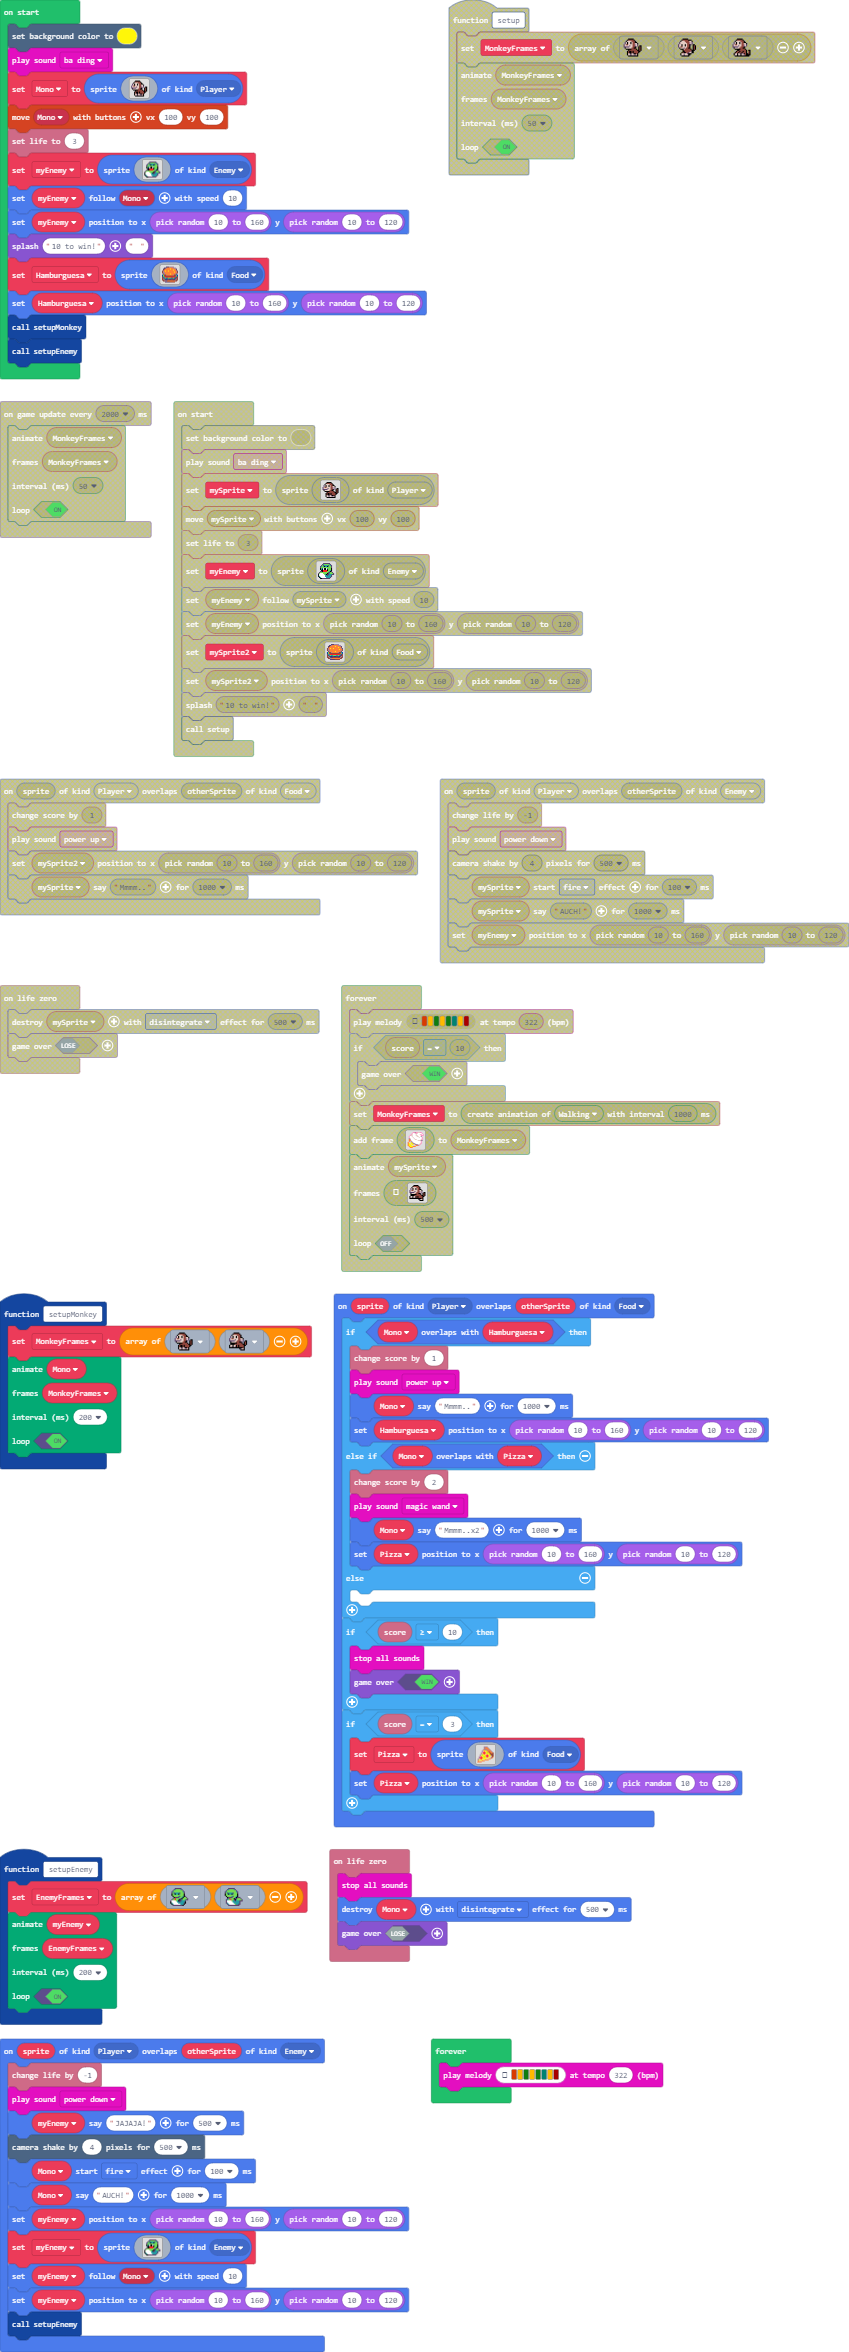 on start
set background color to
play sound ba ding
set Mono to sprite of kind Player
move Mono with buttons vx 100 vy 100
set life to 3
set myEnemy to sprite of kind Enemy
set myEnemy follow Mono with speed 10
set myEnemy position to x pick random 10 to 160 y pick random 10 to 120
splash "10 to win!" " "
set Hamburguesa to sprite of kind Food
set Hamburguesa position to x pick random 10 to 160 y pick random 10 to 120
call setupMonkey
call setupEnemy
function setup
set MonkeyFrames to array of
animate MonkeyFrames
frames MonkeyFrames
interval (ms) 50
loop ON
on game update every 2000 ms
animate MonkeyFrames
frames MonkeyFrames
interval (ms) 50
loop ON
on start
set background color to
play sound ba ding
set mySprite to sprite of kind Player
move mySprite with buttons vx 100 vy 100
set life to 3
set myEnemy to sprite of kind Enemy
set myEnemy follow mySprite with speed 10
set myEnemy position to x pick random 10 to 160 y pick random 10 to 120
set mySprite2 to sprite of kind Food
set mySprite2 position to x pick random 10 to 160 y pick random 10 to 120
splash "10 to win!" " "
call setup
on sprite of kind Player overlaps otherSprite of kind Food
change score by 1
play sound power up
set mySprite2 position to x pick random 10 to 160 y pick random 10 to 120
mySprite say "Mmmm.." for 1000 ms
on sprite of kind Player overlaps otherSprite of kind Enemy
change life by -1
play sound power down
camera shake by 4 pixels for 500 ms
mySprite start fire effect for 100 ms
mySprite say "AUCH!" for 1000 ms
set myEnemy position to x pick random 10 to 160 y pick random 10 to 120
on life zero
destroy mySprite with disintegrate effect for 500 ms
game over LOSE
forever
play melody at tempo 322 (bpm)
if score = 10 then
game over WIN
set MonkeyFrames to create animation of Walking with interval 1000 ms
add frame to MonkeyFrames
animate mySprite
frames
interval (ms) 500
loop OFF
function setupMonkey
set MonkeyFrames to array of
animate Mono
frames MonkeyFrames
interval (ms) 200
loop ON
on sprite of kind Player overlaps otherSprite of kind Food
if Mono overlaps with Hamburguesa then
change score by 1
play sound power up
Mono say "Mmmm.." for 1000 ms
set Hamburguesa position to x pick random 10 to 160 y pick random 10 to 120
else if Mono overlaps with Pizza then
change score by 2
play sound magic wand
Mono say "Mmmm..x2" for 1000 ms
set Pizza position to x pick random 10 to 160 y pick random 10 to 120
else
if score ≥ 10 then
stop all sounds
game over WIN
if score = 3 then
set Pizza to sprite of kind Food
set Pizza position to x pick random 10 to 160 y pick random 10 to 120
function setupEnemy
set EnemyFrames to array of
animate myEnemy
frames EnemyFrames
interval (ms) 200
loop ON
on life zero
stop all sounds
destroy Mono with disintegrate effect for 500 ms
game over LOSE
on sprite of kind Player overlaps otherSprite of kind Enemy
change life by -1
play sound power down
myEnemy say "JAJAJA!" for 500 ms
camera shake by 4 pixels for 500 ms
Mono start fire effect for 100 ms
Mono say "AUCH!" for 1000 ms
set myEnemy position to x pick random 10 to 160 y pick random 10 to 120
set myEnemy to sprite of kind Enemy
set myEnemy follow Mono with speed 10
set myEnemy position to x pick random 10 to 160 y pick random 10 to 120
call setupEnemy
forever
play melody at tempo 322 (bpm)